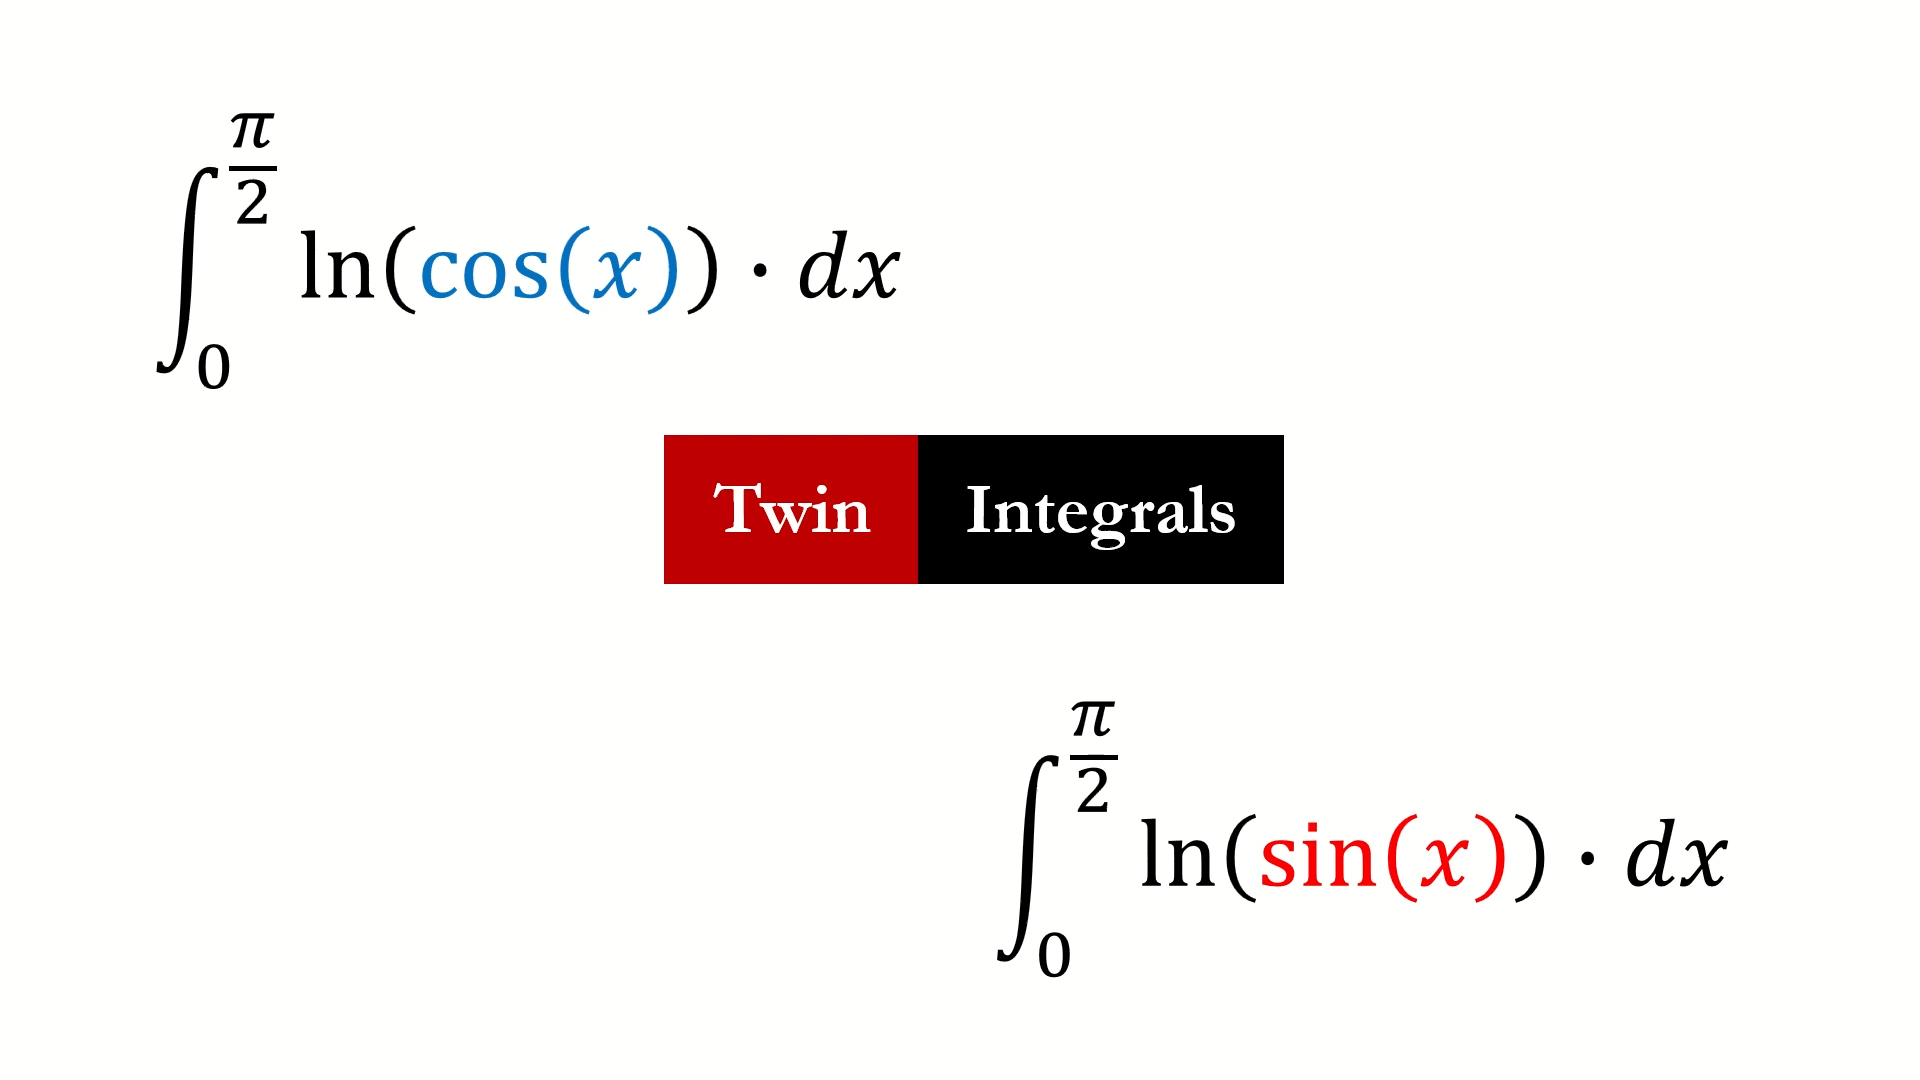 ∫₀^(π/2) ln(cos(x)) · dx
Twin Integrals
∫₀^(π/2) ln(sin(x)) · dx